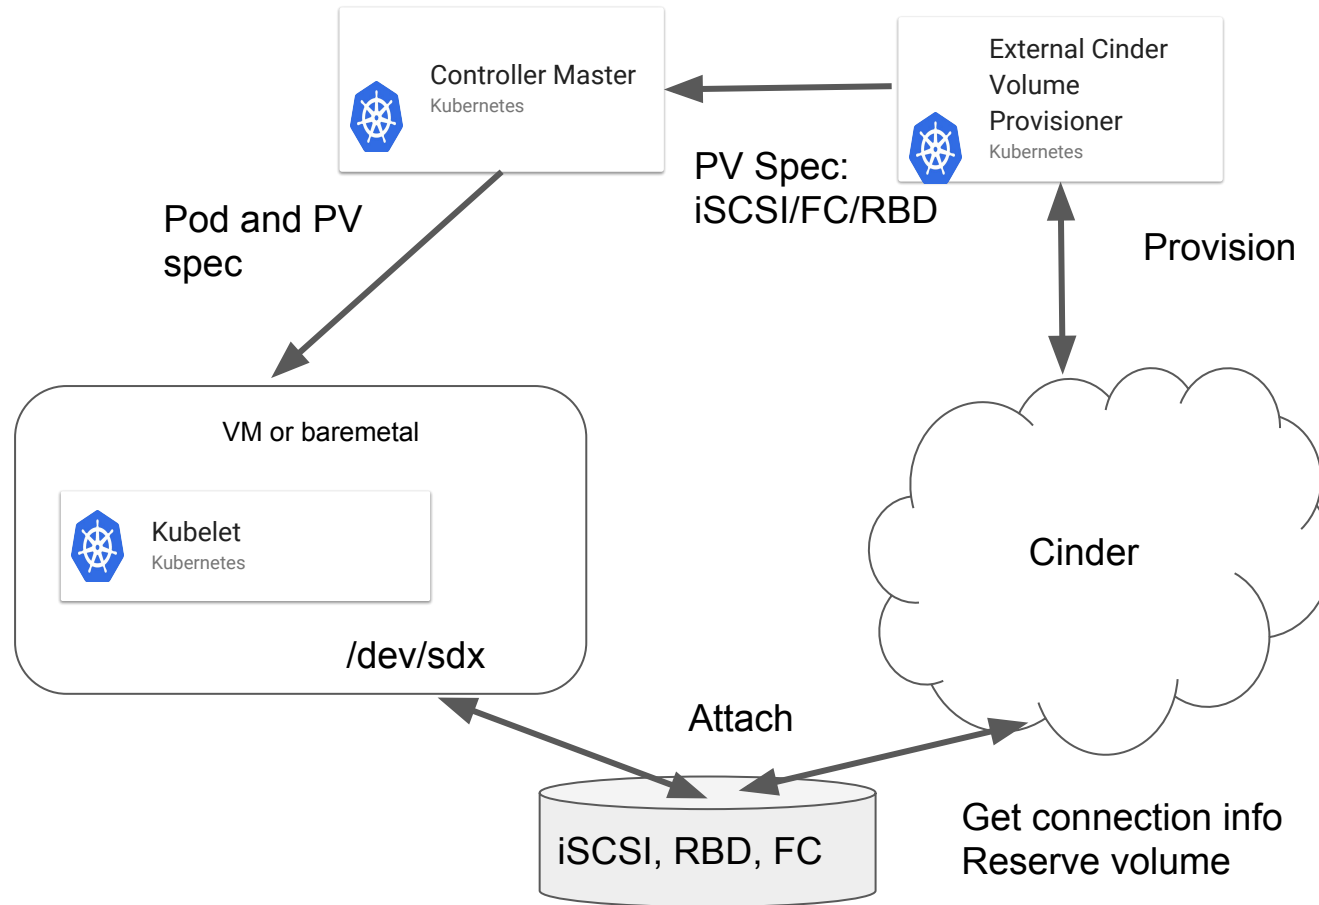 Controller Master
Kubernetes
External Cinder
Volume
Provisioner
Kubernetes
PV Spec:
iSCSI/FC/RBD
Pod and PV
spec
Provision
VM or baremetal
Kubelet
Kubernetes
/dev/sdx
Cinder
Attach
iSCSI, RBD, FC
Get connection info
Reserve volume